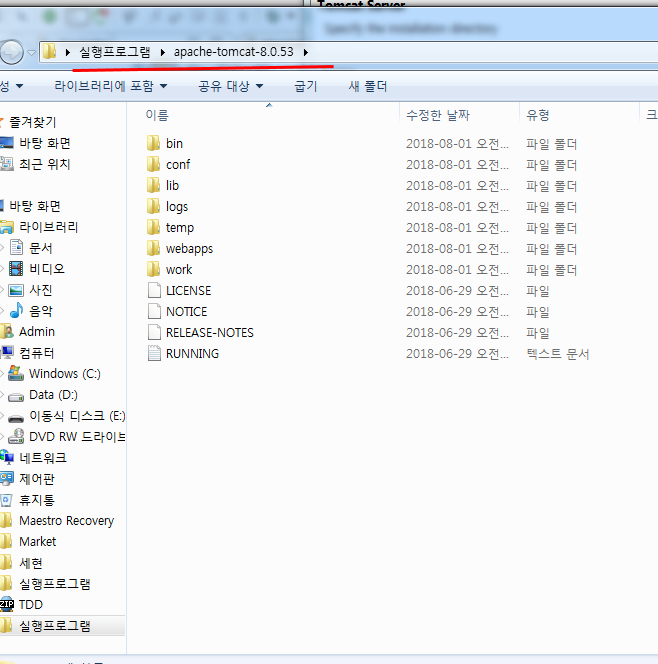 Tomcat Server
Specify the installation directory
실행프로그램 apache-tomcat-8.0.53
성 라이브러리에 포함 공유 대상 굽기 새 폴더
이름 수정한 날짜 유형 크
즐겨찾기
바탕 화면
최근 위치
바탕 화면
라이브러리
문서
비디오
사진
음악
Admin
컴퓨터
Windows (C:)
Data (D:)
이동식 디스크 (E:)
DVD RW 드라이브
네트워크
제어판
휴지통
Maestro Recovery
Market
세현
실행프로그램
ZIP TDD
실행프로그램
bin 2018-08-01 오전... 파일 폴더
conf 2018-08-01 오전... 파일 폴더
lib 2018-08-01 오전... 파일 폴더
logs 2018-08-01 오전... 파일 폴더
temp 2018-08-01 오전... 파일 폴더
webapps 2018-08-01 오전... 파일 폴더
work 2018-08-01 오전... 파일 폴더
LICENSE 2018-06-29 오전... 파일
NOTICE 2018-06-29 오전... 파일
RELEASE-NOTES 2018-06-29 오전... 파일
RUNNING 2018-06-29 오전... 텍스트 문서